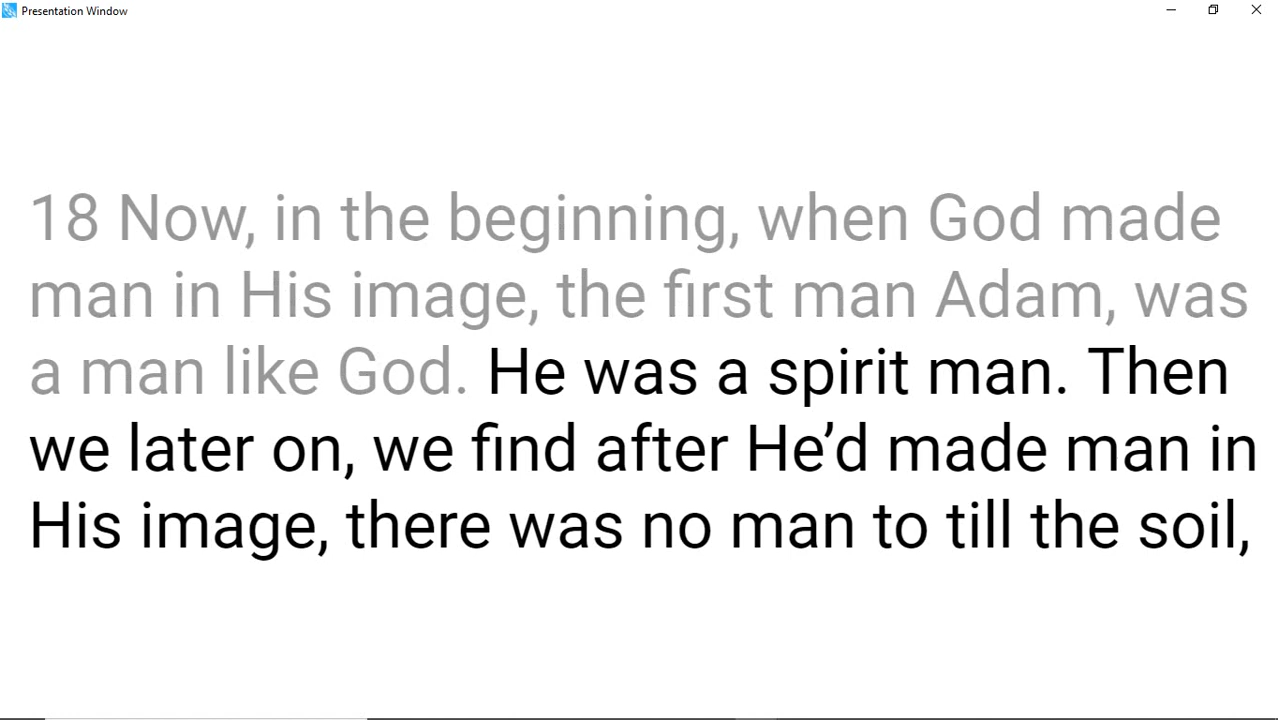 Presentation Window
18 Now, in the beginning, when God made
man in His image, the first man Adam, was
a man like God. He was a spirit man. Then
we later on, we find after He’d made man in
His image, there was no man to till the soil,